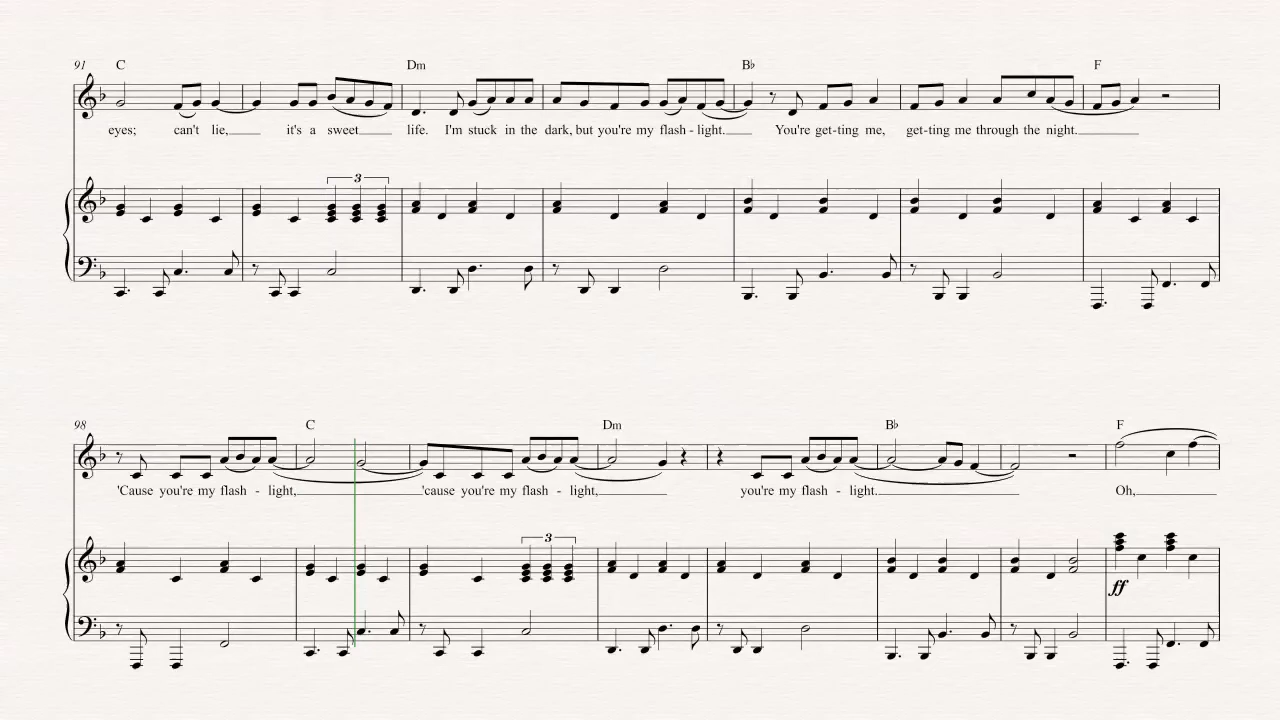 91 C Dm B♭ F
eyes; can't lie, it's a sweet life. I'm stuck in the dark, but you're my flash - light. You're get-ting me, get-ting me through the night.
3
98 C Dm B♭ F
'Cause you're my flash - light, 'cause you're my flash - light, you're my flash - light. Oh,
3
ff